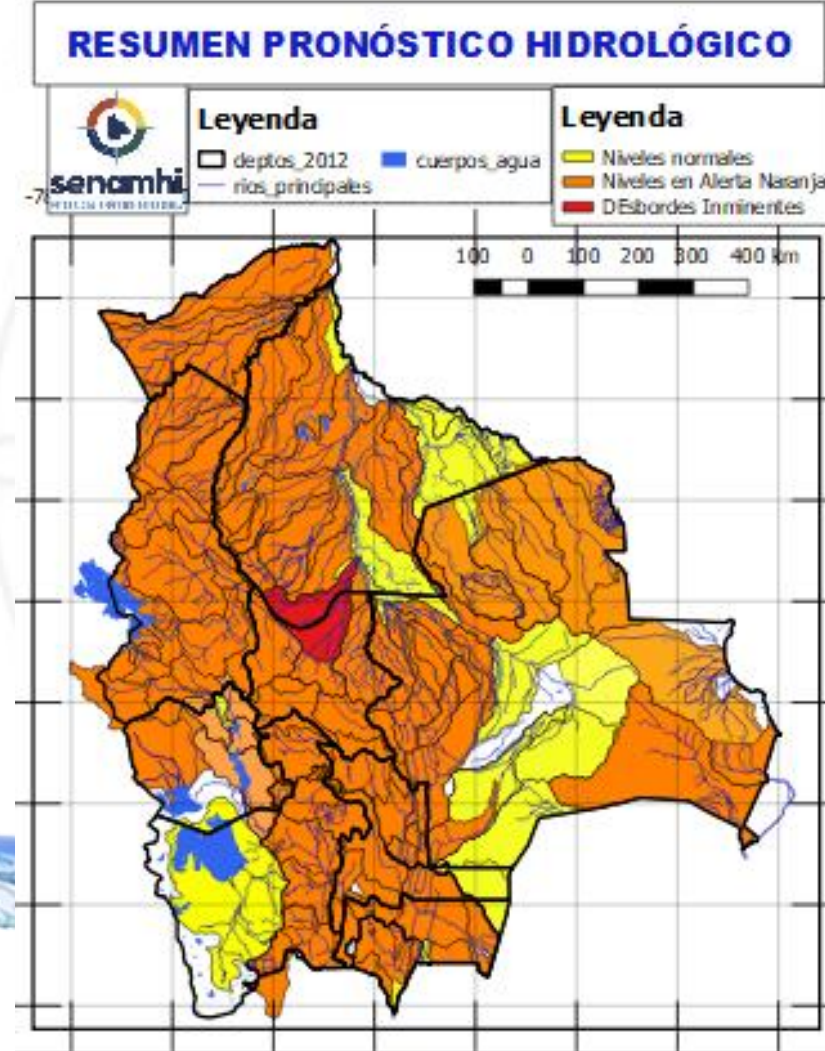 RESUMEN PRONÓSTICO HIDROLÓGICO
senamhi
Leyenda
deptos_2012
cuerpos_agua
rios_principales
Leyenda
Niveles normales
Niveles en Alerta Naranja
DEsbordes Inminentes
100 0 100 200 300 400 km